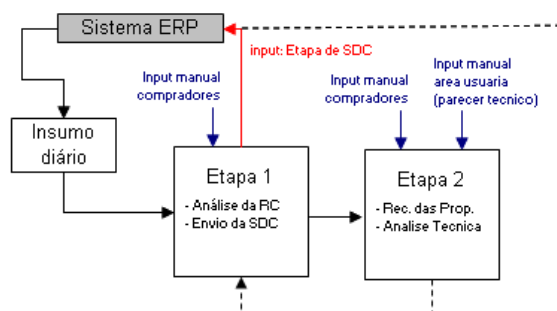 Sistema ERP
input: Etapa de SDC
Input manual
compradores
Input manual
compradores
Input manual
area usuaria
(parecer tecnico)
Insumo
diário
Etapa 1
- Análise da RC
- Envio da SDC
Etapa 2
- Rec. das Prop.
- Analise Tecnica